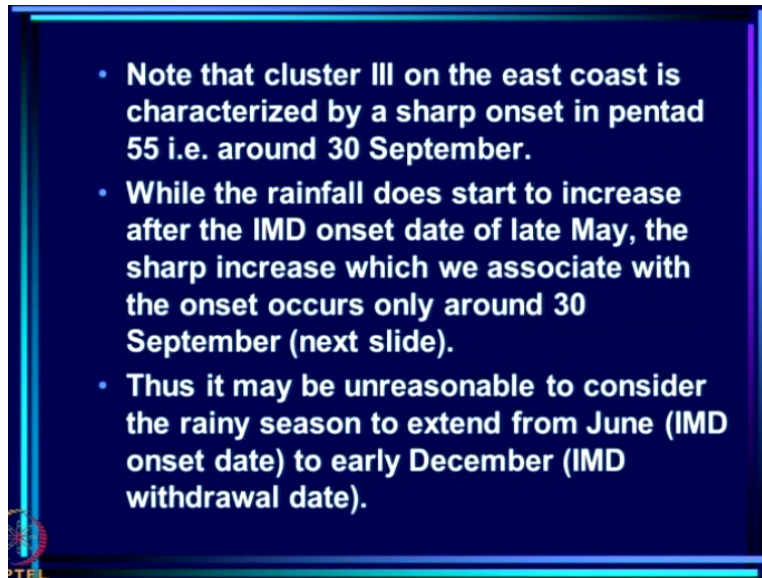 • Note that cluster III on the east coast is
characterized by a sharp onset in pentad
55 i.e. around 30 September.
• While the rainfall does start to increase
after the IMD onset date of late May, the
sharp increase which we associate with
the onset occurs only around 30
September (next slide).
• Thus it may be unreasonable to consider
the rainy season to extend from June (IMD
onset date) to early December (IMD
withdrawal date).
PTEL